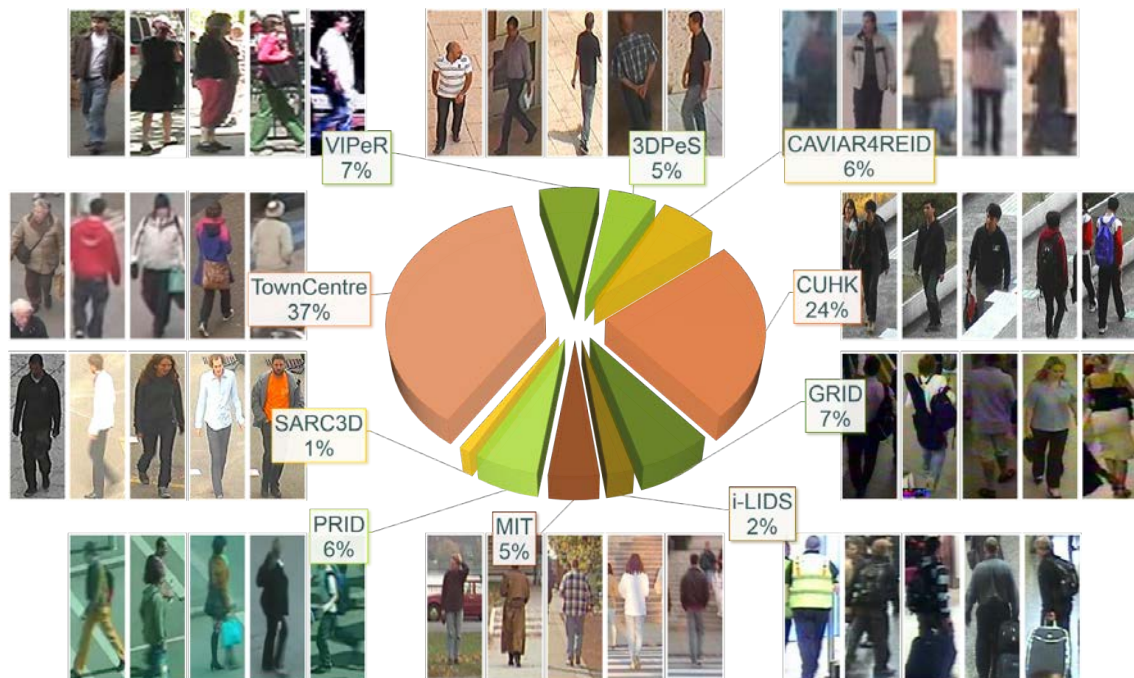 VIPeR
7%
3DPeS
5%
CAVIAR4REID
6%
TownCentre
37%
CUHK
24%
SARC3D
1%
GRID
7%
PRID
6%
MIT
5%
i-LIDS
2%